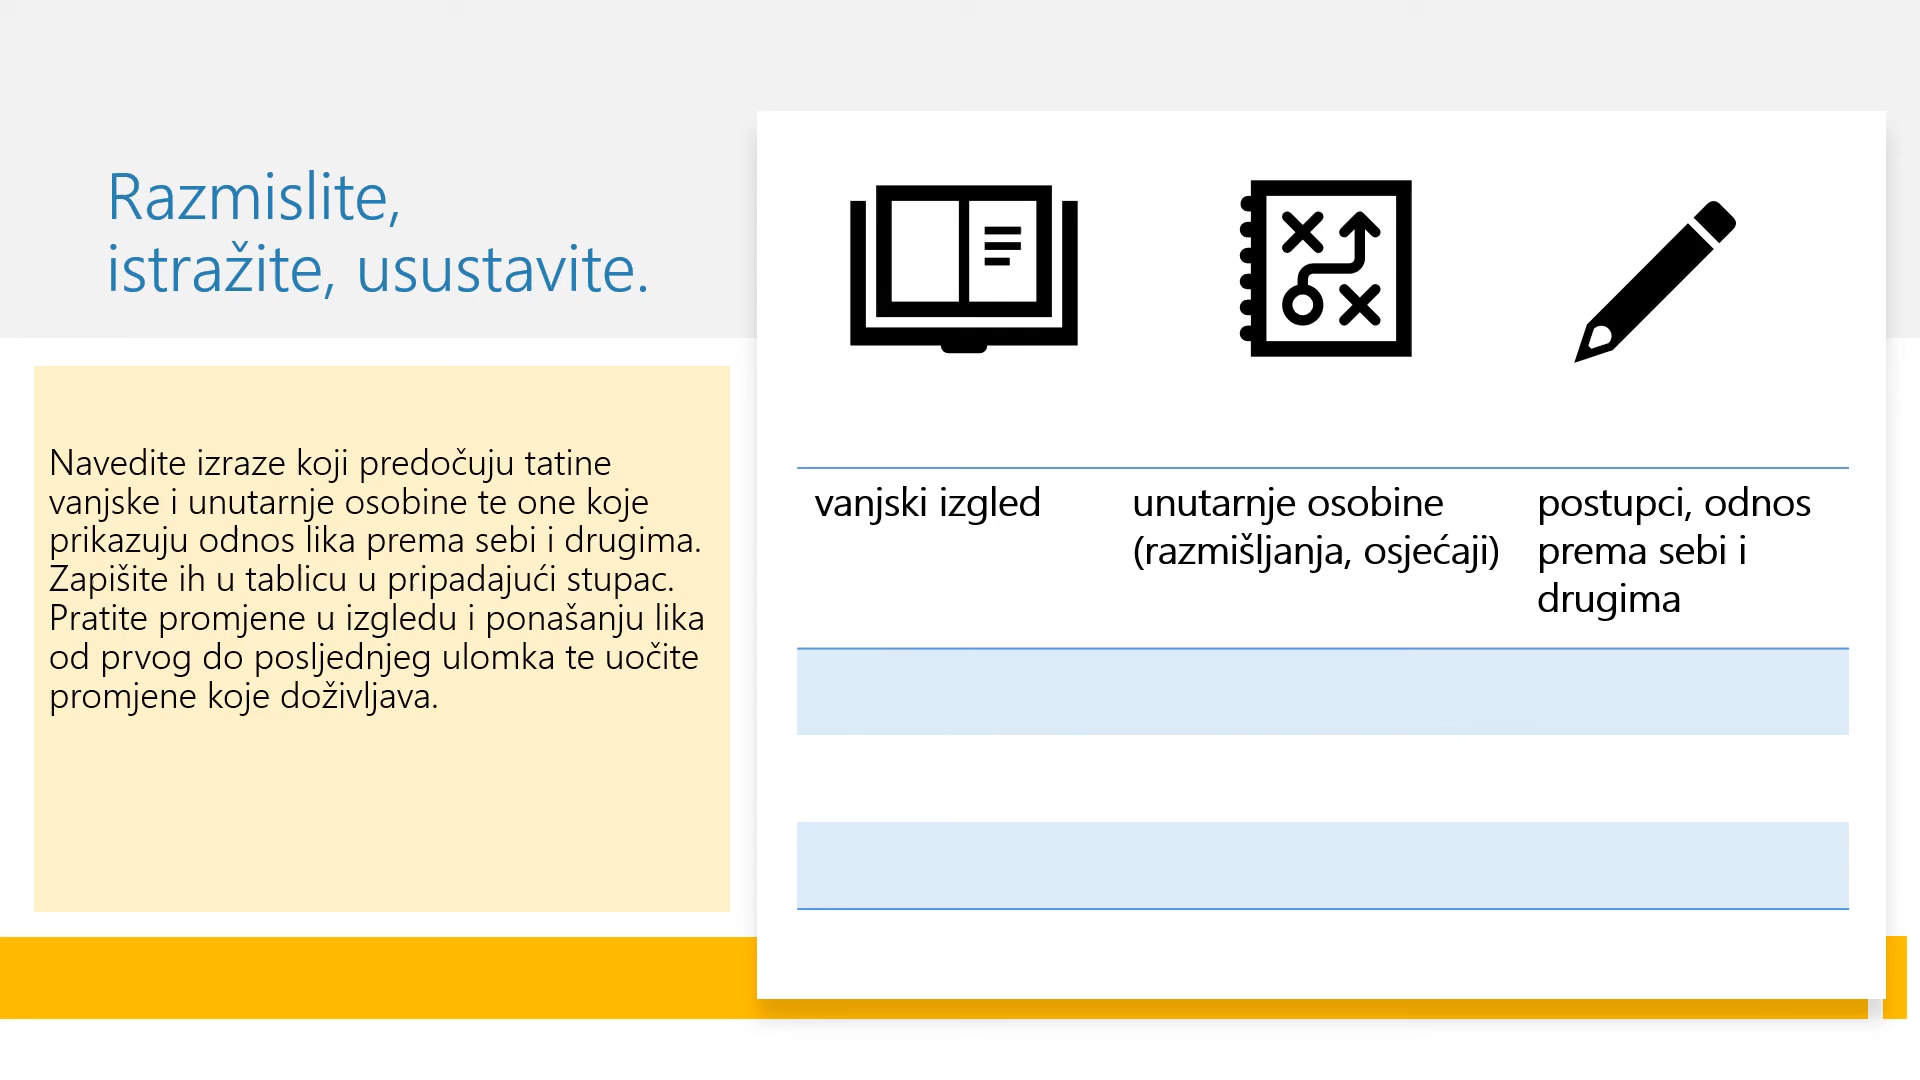 Razmislite,
istražite, usustavite.
Navedite izraze koji predočuju tatine
vanjske i unutarnje osobine te one koje
prikazuju odnos lika prema sebi i drugima.
Zapišite ih u tablicu u pripadajući stupac.
Pratite promjene u izgledu i ponašanju lika
od prvog do posljednjeg ulomka te uočite
promjene koje doživljava.
vanjski izgled
unutarnje osobine
(razmišljanja, osjećaji)
postupci, odnos
prema sebi i
drugima